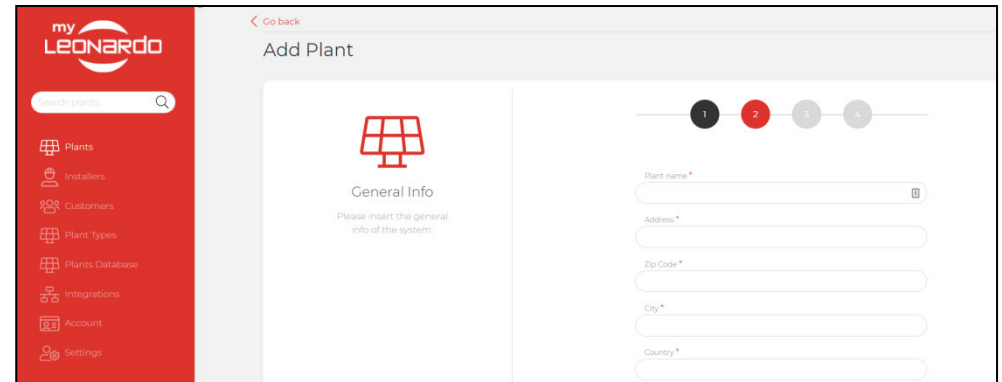 my
LEONARDO
Search plants..
Plants
Installers
Customers
Plant Types
Plants Database
Integrations
Account
Settings
Go back
Add Plant
General Info
Please insert the general
info of the system.
1 2 3 4
Plant name *
Address *
Zip Code *
City *
Country *